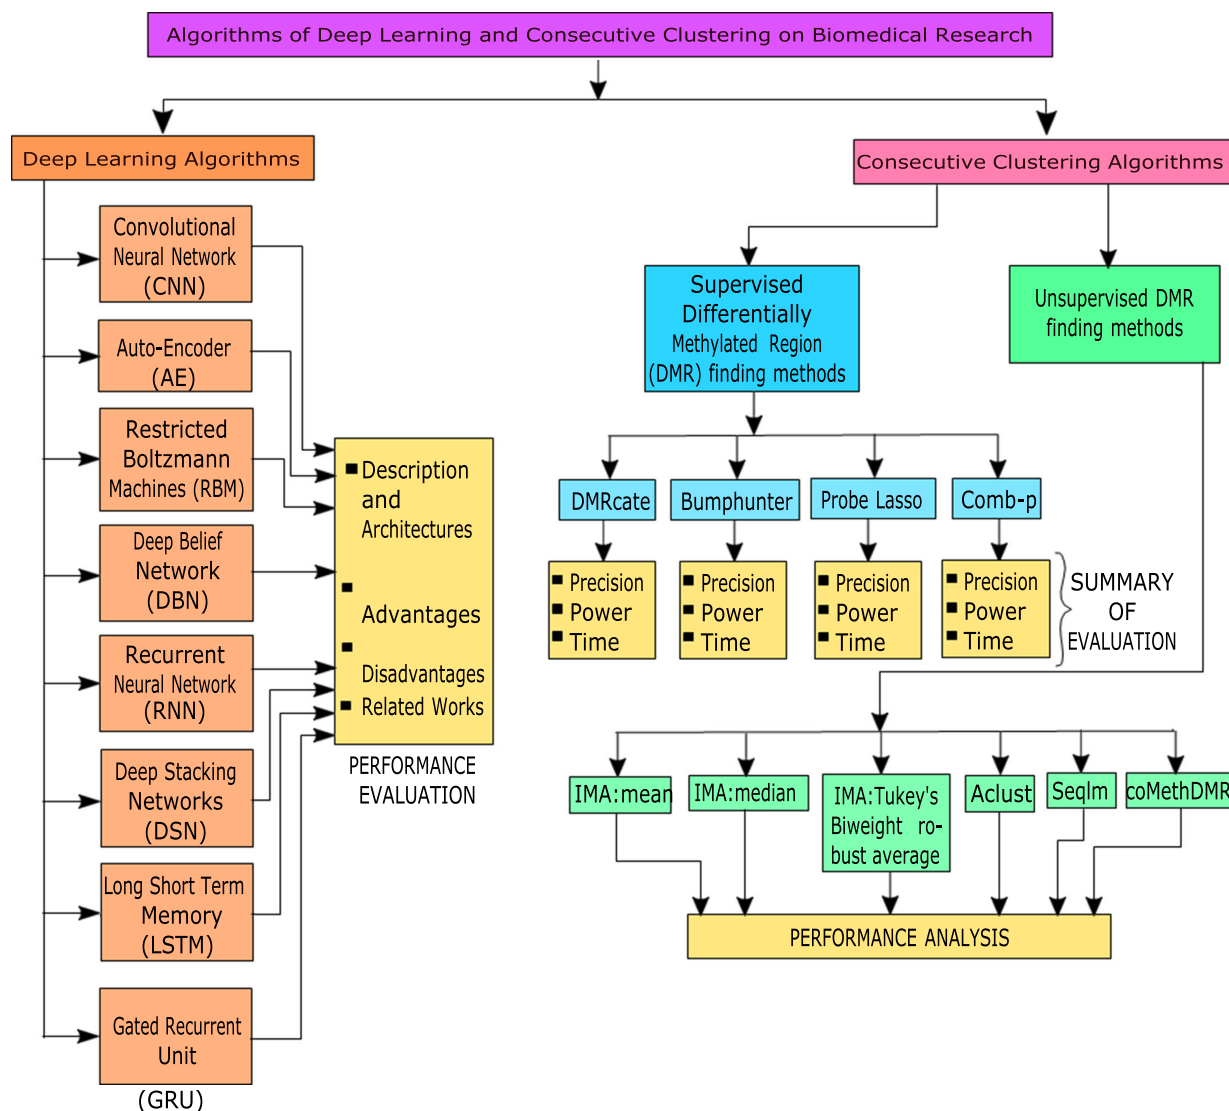 Algorithms of Deep Learning and Consecutive Clustering on Biomedical Research
Deep Learning Algorithms
Convolutional
Neural Network
(CNN)
Auto-Encoder
(AE)
Restricted
Boltzmann
Machines (RBM)
Deep Belief
Network
(DBN)
Recurrent
Neural Network
(RNN)
Deep Stacking
Networks
(DSN)
Long Short Term
Memory
(LSTM)
Gated Recurrent
Unit
(GRU)
▪ Description
and
Architectures
▪ Advantages
▪ Disadvantages
▪ Related Works
PERFORMANCE
EVALUATION
Consecutive Clustering Algorithms
Supervised
Differentially
Methylated Region
(DMR) finding methods
Unsupervised DMR
finding methods
DMRcate
▪ Precision
▪ Power
▪ Time
Bumphunter
▪ Precision
▪ Power
▪ Time
Probe Lasso
▪ Precision
▪ Power
▪ Time
Comb-p
▪ Precision
▪ Power
▪ Time
SUMMARY
OF
EVALUATION
IMA:mean
IMA:median
IMA:Tukey's
Biweight ro-
bust average
Aclust
Seqlm
coMethDMR
PERFORMANCE ANALYSIS